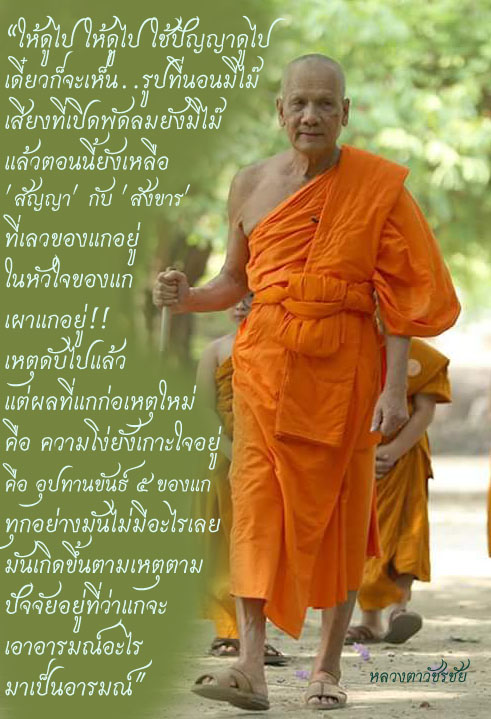 “ให้ดูไป ให้ดูไป ใช้ปัญญาดูไป
เดี๋ยวก็จะเห็น..รูปที่นอนมีไม๊
เสียงที่เปิดพัดลมยังมีไม๊
แล้วตอนนี้ยังเหลือ
'สัญญา' กับ 'สังขาร'
ที่เลวของแกอยู่
ในหัวใจของแก
เผาแกอยู่!!
เหตุดับไปแล้ว
แต่ผลที่แกก่อเหตุใหม่
คือ ความโง่ยังเกาะใจอยู่
คือ อุปทานขันธ์ ๕ ของแก
ทุกอย่างมันไม่มีอะไรเลย
มันเกิดขึ้นตามเหตุตาม
ปัจจัยอยู่ที่ว่าแกจะ
เอาอารมณ์อะไร
มาเป็นอารมณ์”
หลวงตาวัชรชัย